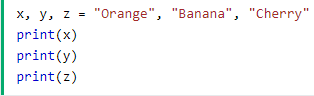 x, y, z = "Orange", "Banana", "Cherry"
print(x)
print(y)
print(z)